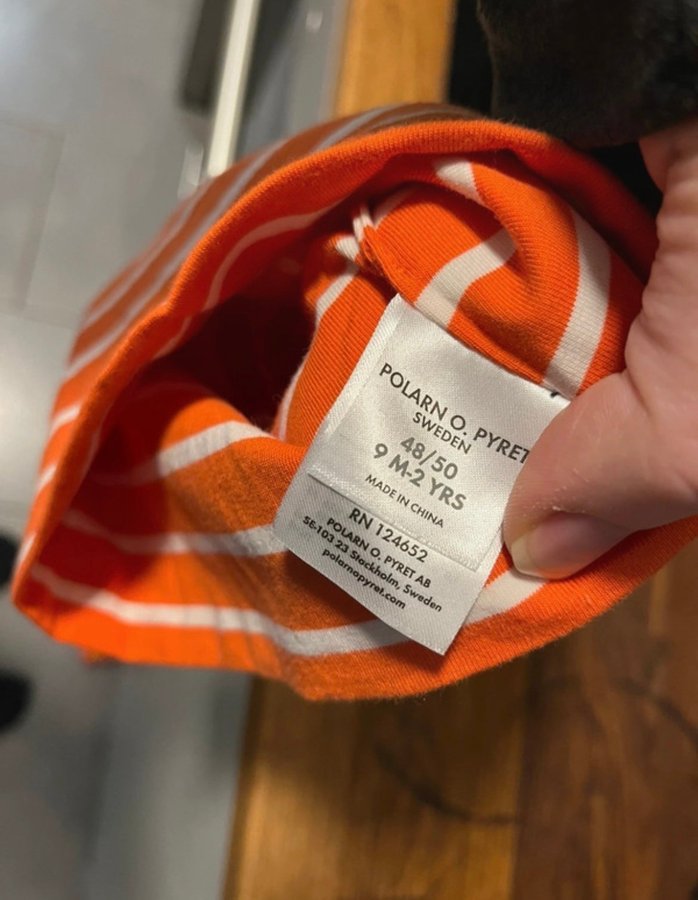 POLARN O. PYRET
SWEDEN
48/50
9 M-2 YRS
MADE IN CHINA
RN 124652
POLARN O. PYRET AB
SE-103 23 Stockholm, Sweden
polarnopyret.com